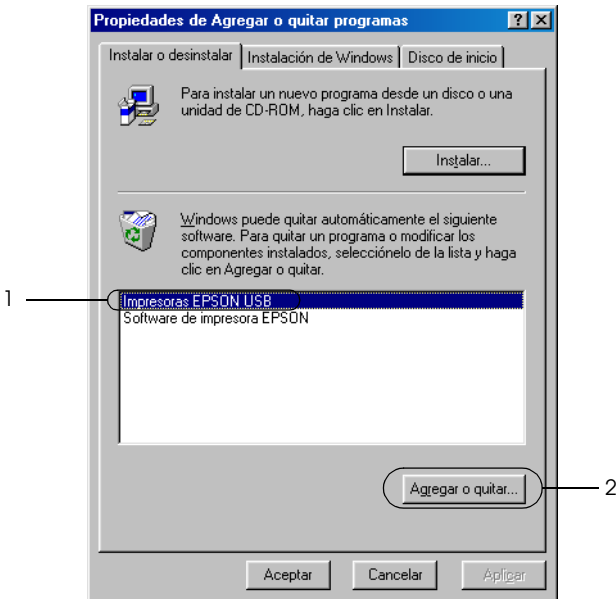 Propiedades de Agregar o quitar programas
Instalar o desinstalar
Instalación de Windows
Disco de inicio
Para instalar un nuevo programa desde un disco o una
unidad de CD-ROM, haga clic en Instalar.
Instalar...
Windows puede quitar automáticamente el siguiente
software. Para quitar un programa o modificar los
componentes instalados, selecciónelo de la lista y haga
clic en Agregar o quitar.
1
Impresoras EPSON USB
Software de impresora EPSON
Agregar o quitar...
2
Aceptar
Cancelar
Aplicar